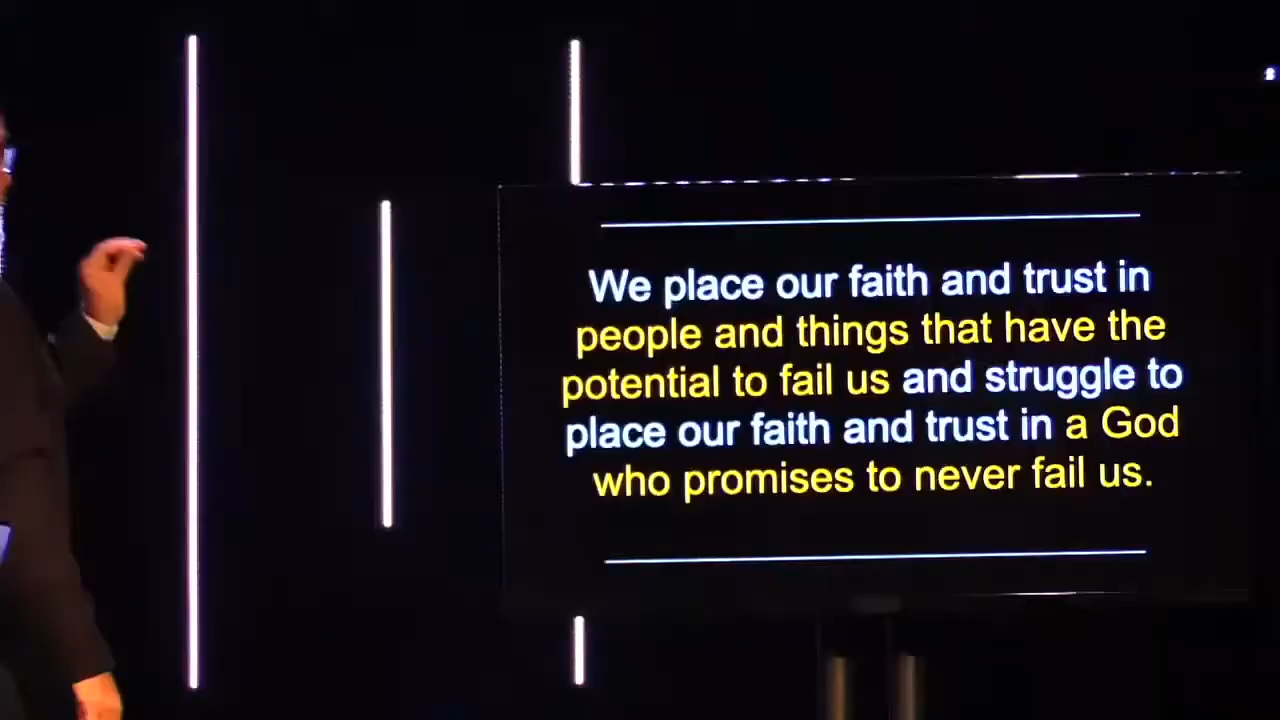 We place our faith and trust in
people and things that have the
potential to fail us and struggle to
place our faith and trust in a God
who promises to never fail us.